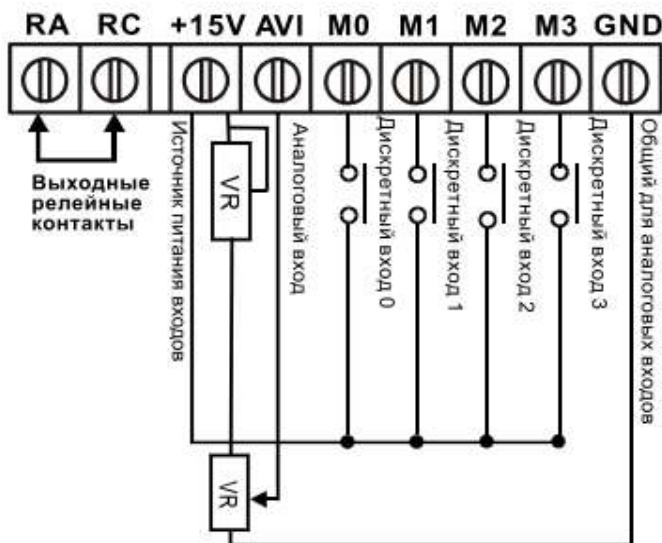 RA RC +15V AVI M0 M1 M2 M3 GND
Выходные
релейные
контакты
Источник питания входов
VR
Аналоговый вход
Дискретный вход 0
Дискретный вход 1
Дискретный вход 2
Дискретный вход 3
Общий для аналоговых входов
VR